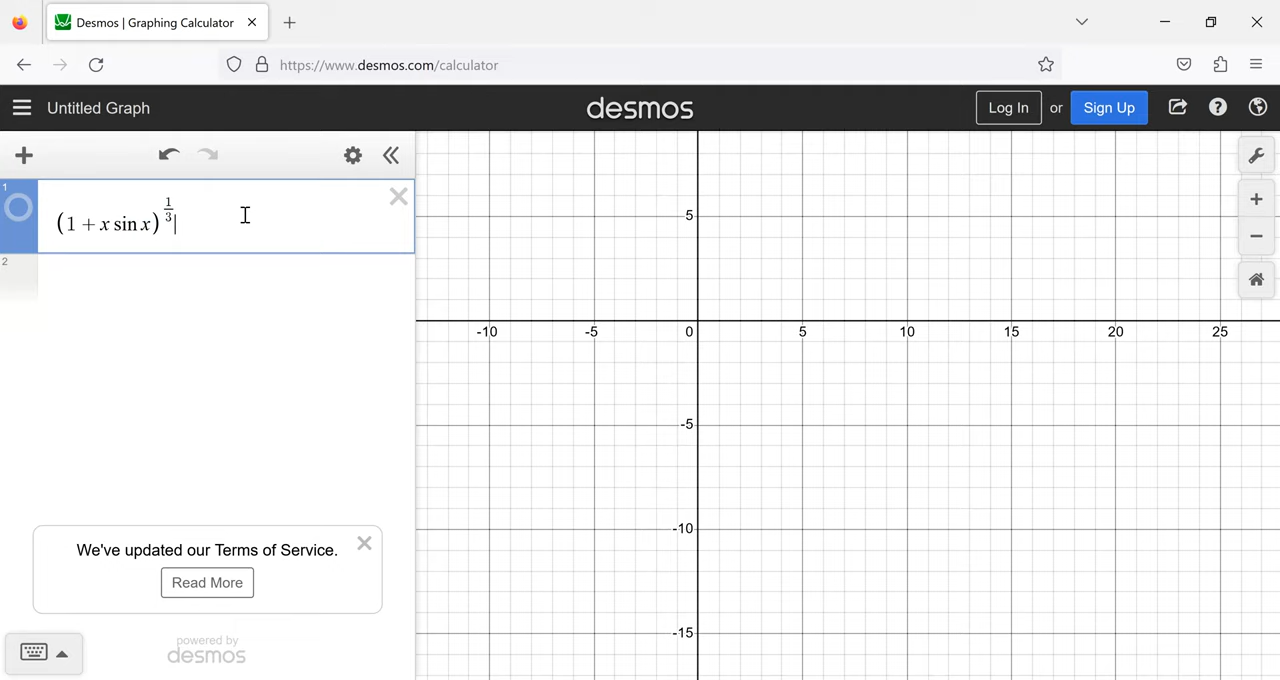 Desmos | Graphing Calculator
https://www.desmos.com/calculator
Untitled Graph
desmos
Log In or Sign Up
1
(1 + x sin x)^(1/3)
2
5
-10 -5 0 5 10 15 20 25
-5
-10
-15
We've updated our Terms of Service.
Read More
powered by
desmos